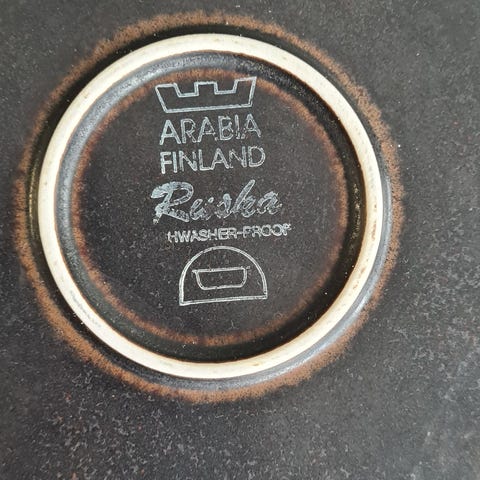 ARABIA
FINLAND
Ruska
HWASHER-PROOF